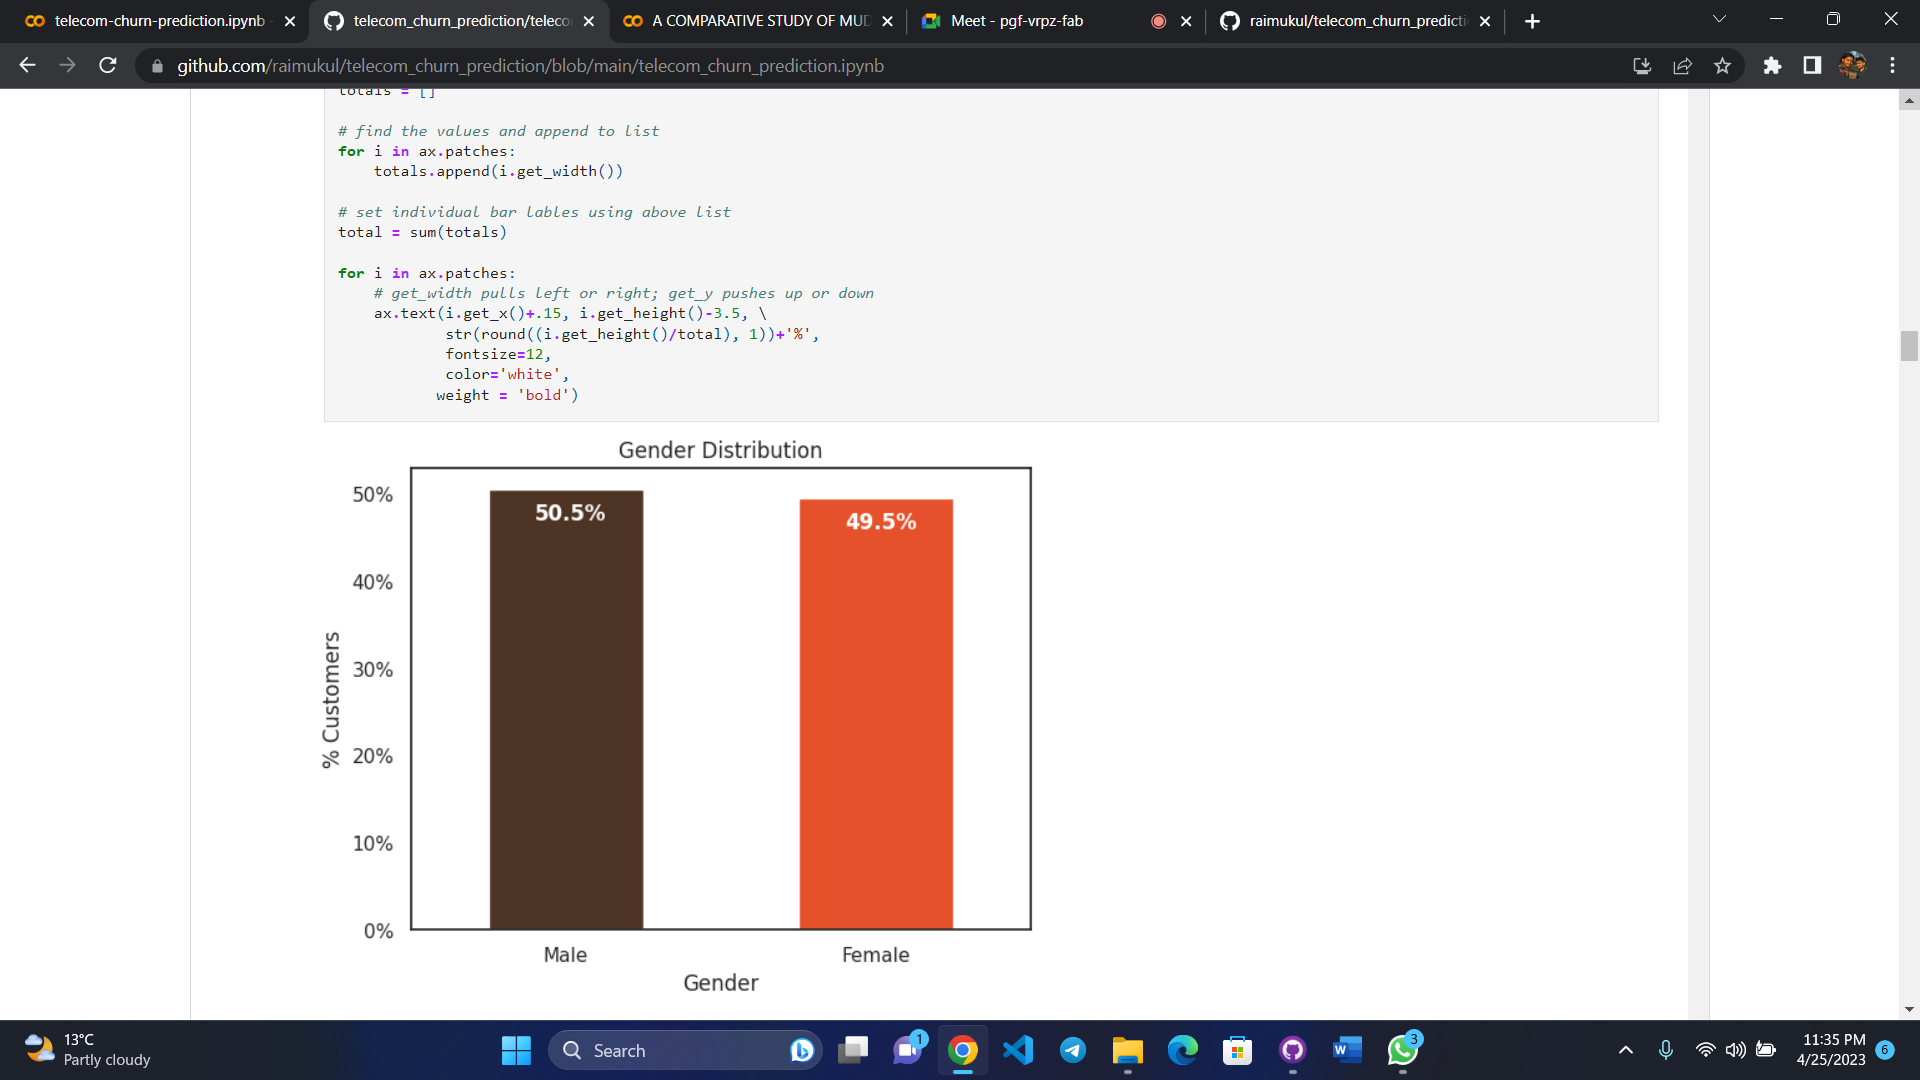 telecom-churn-prediction.ipynb -
telecom_churn_prediction/teleco
A COMPARATIVE STUDY OF MUD
Meet - pgf-vrpz-fab
raimukul/telecom_churn_predicti
github.com/raimukul/telecom_churn_prediction/blob/main/telecom_churn_prediction.ipynb
totals = []
# find the values and append to list
for i in ax.patches:
    totals.append(i.get_width())
# set individual bar lables using above list
total = sum(totals)
for i in ax.patches:
    # get_width pulls left or right; get_y pushes up or down
    ax.text(i.get_x()+.15, i.get_height()-3.5, \
            str(round((i.get_height()/total), 1))+'%',
            fontsize=12,
            color='white',
           weight = 'bold')
Gender Distribution
50%
40%
30%
20%
10%
0%
% Customers
50.5%
49.5%
Male
Female
Gender
13°C
Partly cloudy
Search
1
W
3
11:35 PM
4/25/2023
6